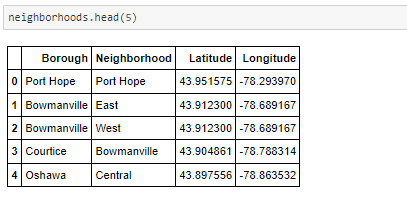 neighborhoods.head(5)
Borough Neighborhood Latitude Longitude
0 Port Hope Port Hope 43.951575 -78.293970
1 Bowmanville East 43.912300 -78.689167
2 Bowmanville West 43.912300 -78.689167
3 Courtice Bowmanville 43.904861 -78.788314
4 Oshawa Central 43.897556 -78.863532